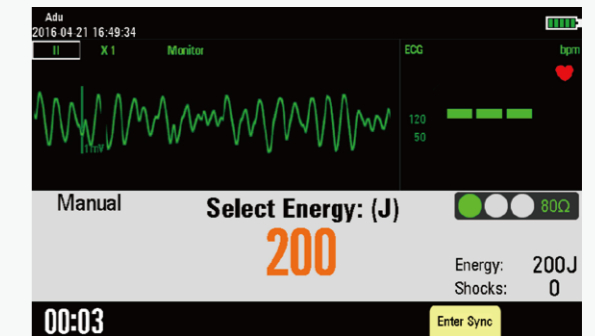 Adu
2016-04-21 16:49:34
II X 1 Monitor ECG bpm
120
50
1mV
Manual
Select Energy: (J)
80Ω
200
Energy: 200J
Shocks: 0
00:03
Enter Sync